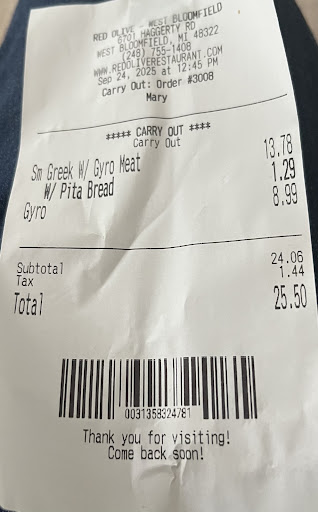 RED OLIVE - WEST BLOOMFIELD
6701 HAGGERTY RD
WEST BLOOMFIELD, MI 48322
(248) 755-1408
WWW.REDOLIVERESTAURANT.COM
Sep 24, 2025 at 12:45 PM
Carry Out: Order #3008
Mary
***** CARRY OUT ****
Carry Out
Sm Greek W/ Gyro Meat 13.78
W/ Pita Bread 1.29
Gyro 8.99
Subtotal 24.06
Tax 1.44
Total 25.50
0031358324781
Thank you for visiting!
Come back soon!